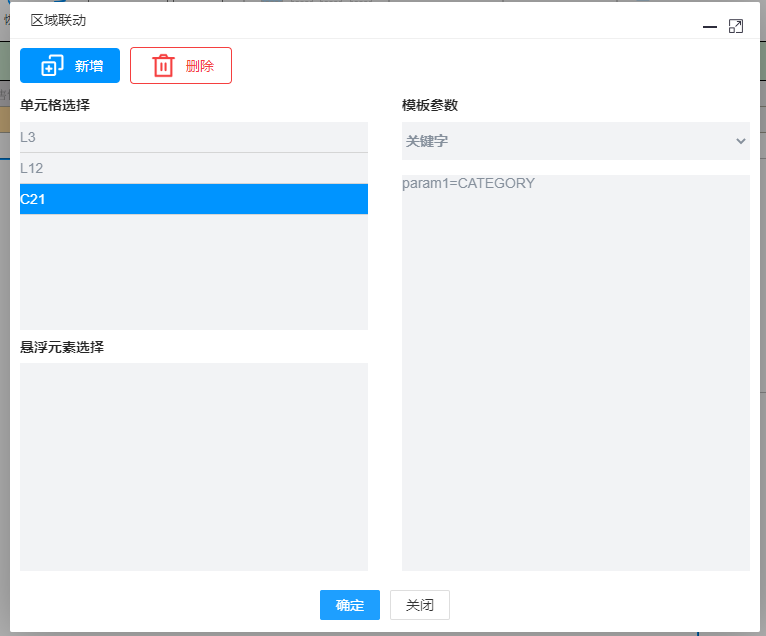 区域联动
新增
删除
单元格选择
L3
L12
C21
悬浮元素选择
模板参数
关键字
param1=CATEGORY
确定
关闭